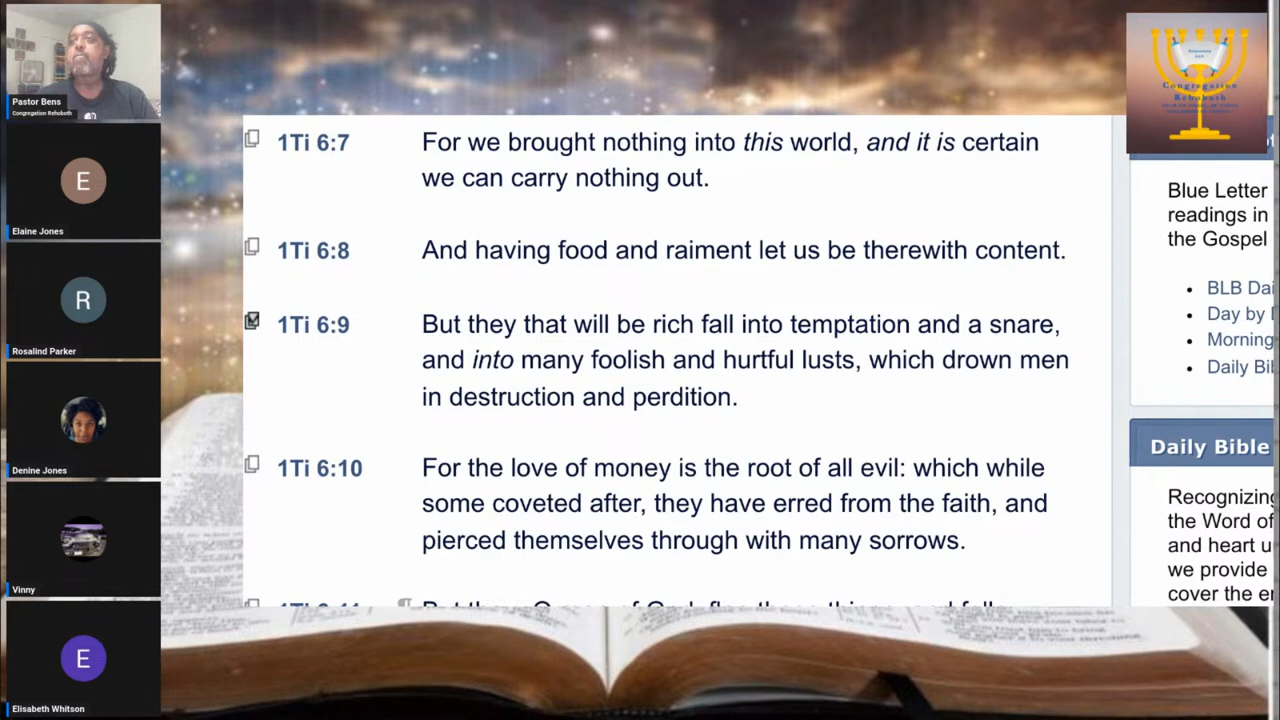 Pastor Bens
Congregation Rehoboth
E
Elaine Jones
R
Rosalind Parker
Denine Jones
Vinny
E
Elisabeth Whitson
1Ti 6:7 For we brought nothing into this world, and it is certain
we can carry nothing out.
1Ti 6:8 And having food and raiment let us be therewith content.
1Ti 6:9 But they that will be rich fall into temptation and a snare,
and into many foolish and hurtful lusts, which drown men
in destruction and perdition.
1Ti 6:10 For the love of money is the root of all evil: which while
some coveted after, they have erred from the faith, and
pierced themselves through with many sorrows.
Congregation
Rehoboth
Blue Letter
readings in
the Gospel
BLB Dai
Day by
Morning
Daily Bi
Daily Bible
Recognizing
the Word of
and heart u
we provide
cover the er